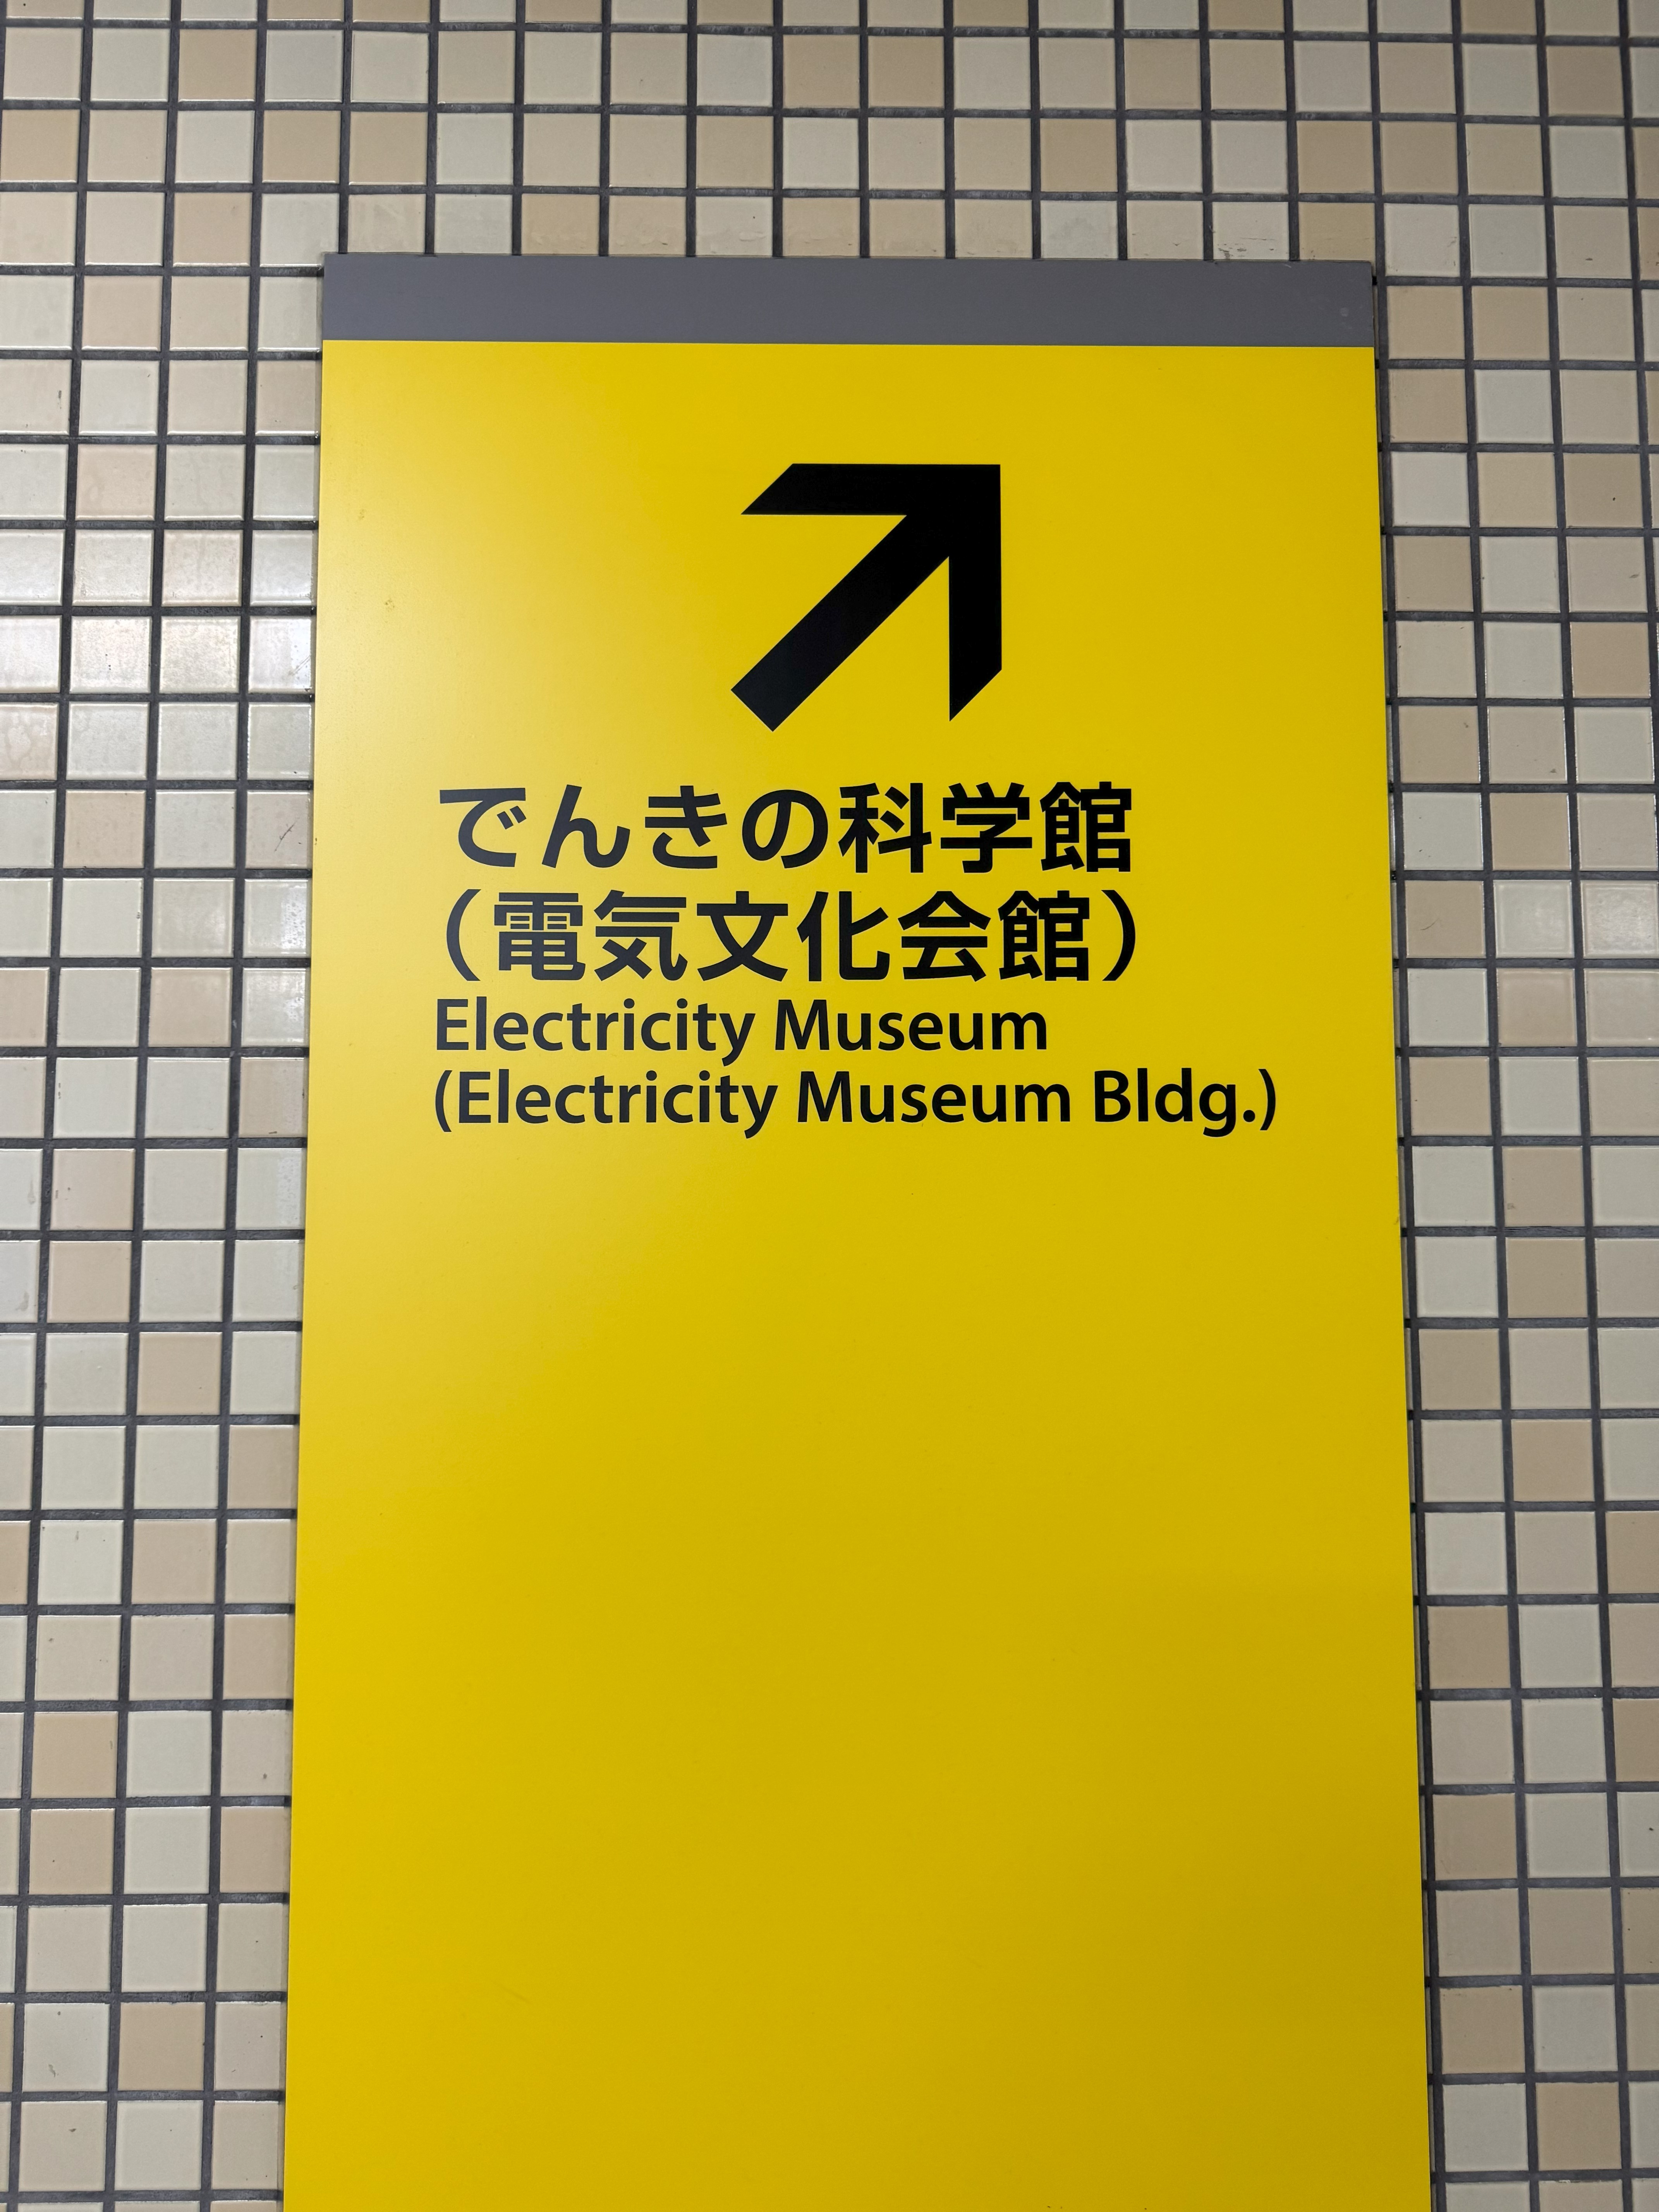 でんきの科学館
（電気文化会館）
Electricity Museum
(Electricity Museum Bldg.)